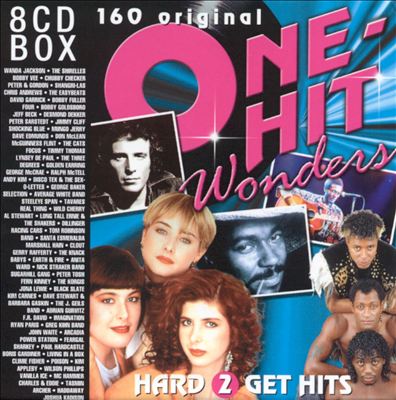 8CD
BOX
160 original
ONE-
HIT
Wonders
WANDA JACKSON • THE SHIRELLES
BOBBY VEE • CHUBBY CHECKER
PETER & GORDON • SHANGRI-LAS
CHRIS ANDREWS • THE EASYBEATS
DAVID GARRICK • BOBBY FULLER
FOUR • BOBBY GOLDSBORO
JEFF BECK • DESMOND DEKKER
PETER SARSTEDT • JIMMY CLIFF
SHOCKING BLUE • MUNGO JERRY
DAVE EDMUNDS • DON McLEAN
McGUINNESS FLINT • THE CATS
FOCUS • TIMMY THOMAS
LYNSEY DE PAUL • THE THREE
DEGREES • GOLDEN EARRING
GEORGE McCRAE • RALPH McTELL
ANDY KIM • DISCO TEX & THE SEX-
O-LETTES • GEORGE BAKER
SELECTION • AVERAGE WHITE BAND
STEELEYE SPAN • TAVARES
REAL THING • WILD CHERRY
AL STEWART • LONG TALL ERNIE &
THE SHAKERS • DILLINGER
RACING CARS • TOM ROBINSON
BAND • SANTA ESMERALDA
MARSHALL HAIN • CLOUT
GERRY RAFFERTY • THE KNACK
BABYS • EARTH & FIRE • ANITA
WARD • NICK STRAKER BAND
SUGARHILL GANG • PETER TOSH
FERN KINNEY • THE KORGIS
JONA LEWIE • BLACK SLATE
KIM CARNES • DAVE STEWART &
BARBARA GASKIN • THE J. GEILS
BAND • ADRIAN GURVITZ
F.R. DAVID • IMAGINATION
RYAN PARIS • GREG KIHN BAND
JOHN WAITE • ARCADIA
POWER STATION • FEARGAL
SHARKEY • PAUL HARDCASTLE
BORIS GARDINER • LIVING IN A BOX
CLIMIE FISHER • POISON • KIM
APPLEBY • WILSON PHILLIPS
VANILLA ICE • MC HAMMER
CHARLES & EDDIE • TASMIN
ARCHER • HADDAWAY
JOSHUA KADISON
HARD 2 GET HITS